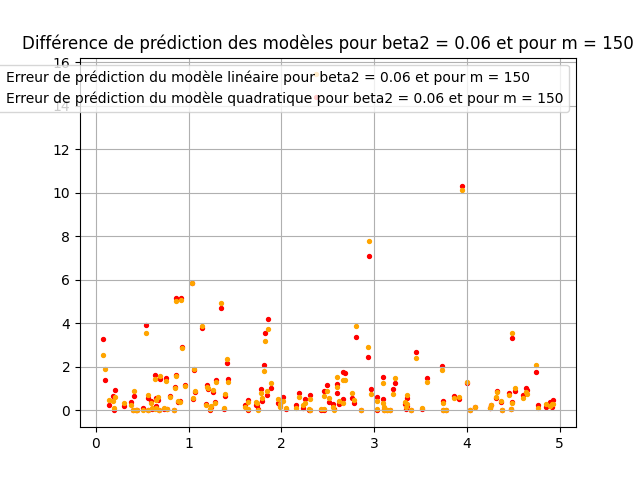 Différence de prédiction des modèles pour beta2 = 0.06 et pour m = 150
Erreur de prédiction du modèle linéaire pour beta2 = 0.06 et pour m = 150
Erreur de prédiction du modèle quadratique pour beta2 = 0.06 et pour m = 150
16
14
12
10
8
6
4
2
0
0 1 2 3 4 5